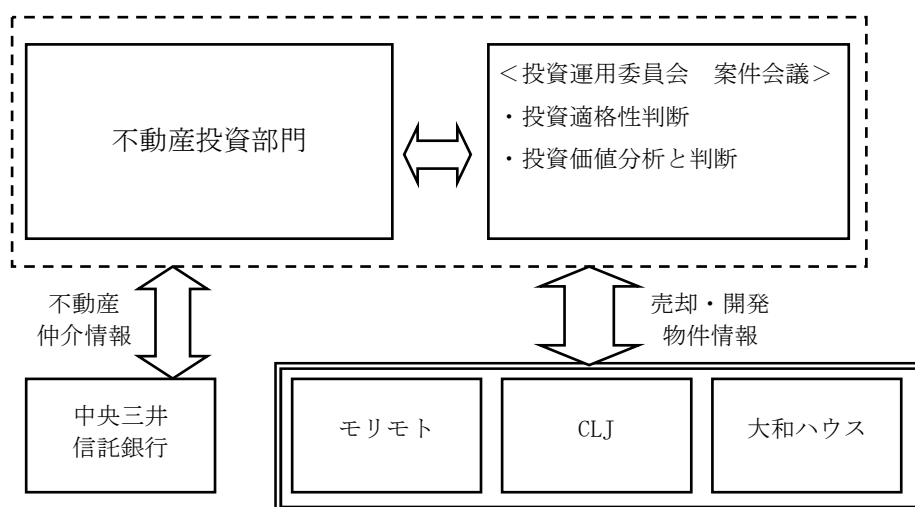 不動産投資部門
＜投資運用委員会　案件会議＞
・投資適格性判断
・投資価値分析と判断
不動産
仲介情報
売却・開発
物件情報
中央三井
信託銀行
モリモト
CLJ
大和ハウス